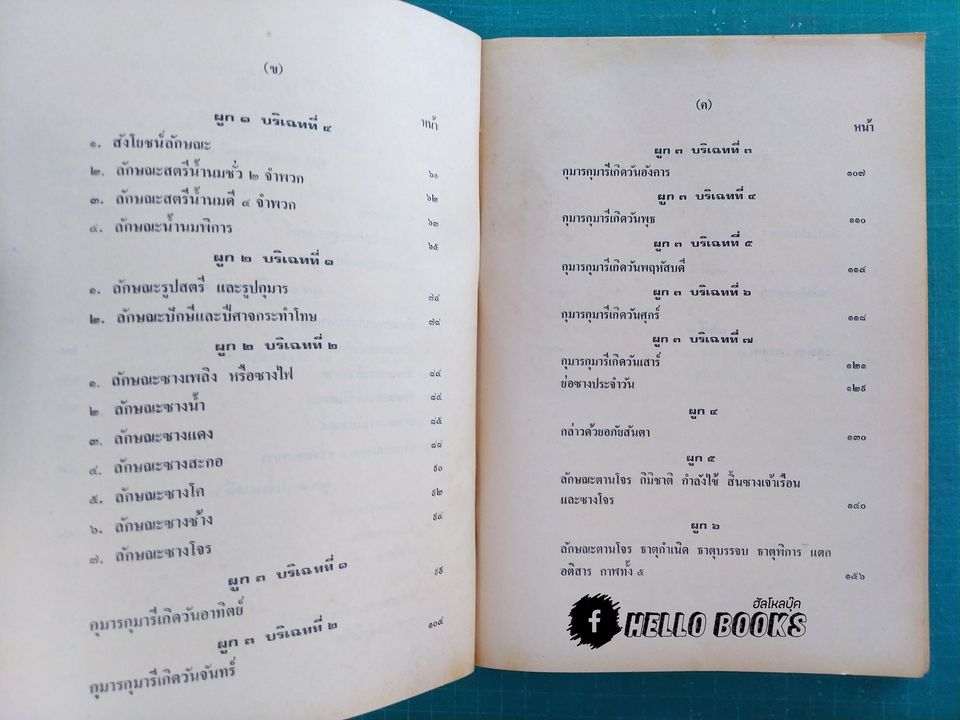 (ข)
หน้า
ผูก ๑ บริเฉทที่ ๔
๑. สังโยชน์ลักษณะ ๖๑
๒. ลักษณะสตรีน้ำนมชั่ว ๒ จำพวก ๖๒
๓. ลักษณะสตรีน้ำนมดี ๔ จำพวก ๖๓
๔. ลักษณะน้ำนมพิการ ๖๕
ผูก ๒ บริเฉทที่ ๑
๑. ลักษณะรูปสตรี และรูปกุมาร ๗๔
๒. ลักษณะปักษีและปีศาจกระทำโทษ ๗๘
ผูก ๒ บริเฉทที่ ๒
๑. ลักษณะซางเพลิง หรือซางไฟ ๘๔
๒ ลักษณะซางน้ำ ๘๕
๓. ลักษณะซางแดง ๘๕
๔. ลักษณะซางสะกอ ๘๘
๕. ลักษณะซางโค ๙๐
๖. ลักษณะซางช้าง ๙๒
๗. ลักษณะซางโจร ๙๔
ผูก ๓ บริเฉทที่ ๑
กุมารกุมารีเกิดวันอาทิตย์ ๙๙
ผูก ๓ บริเฉทที่ ๒
กุมารกุมารีเกิดวันจันทร์ ๑๐๔
(ค)
หน้า
ผูก ๓ บริเฉทที่ ๓
กุมารกุมารีเกิดวันอังคาร ๑๐๗
ผูก ๓ บริเฉทที่ ๔
กุมารกุมารีเกิดวันพุธ ๑๑๐
ผูก ๓ บริเฉทที่ ๕
กุมารกุมารีเกิดวันพฤหัสบดี ๑๑๔
ผูก ๓ บริเฉทที่ ๖
กุมารกุมารีเกิดวันศุกร์ ๑๑๘
ผูก ๓ บริเฉทที่ ๗
กุมารกุมารีเกิดวันเสาร์ ๑๒๑
ย่อซางประจำวัน ๑๒๙
ผูก ๔
กล่าวด้วยอภัยสันตา ๑๓๐
ผูก ๕
ลักษณะตานโจร กิมิชาติ กำลังไข้ สิ้นซางเจ้าเรือน
และซางโจร ๑๔๐
ผูก ๖
ลักษณะตานโจร ธาตุกำเนิด ธาตุบรรจบ ธาตุพิการ แตก
อติสาร กาฬทั้ง ๕ ๑๕๖
ฮัลโหลบุ๊ค
f HELLO BOOKS